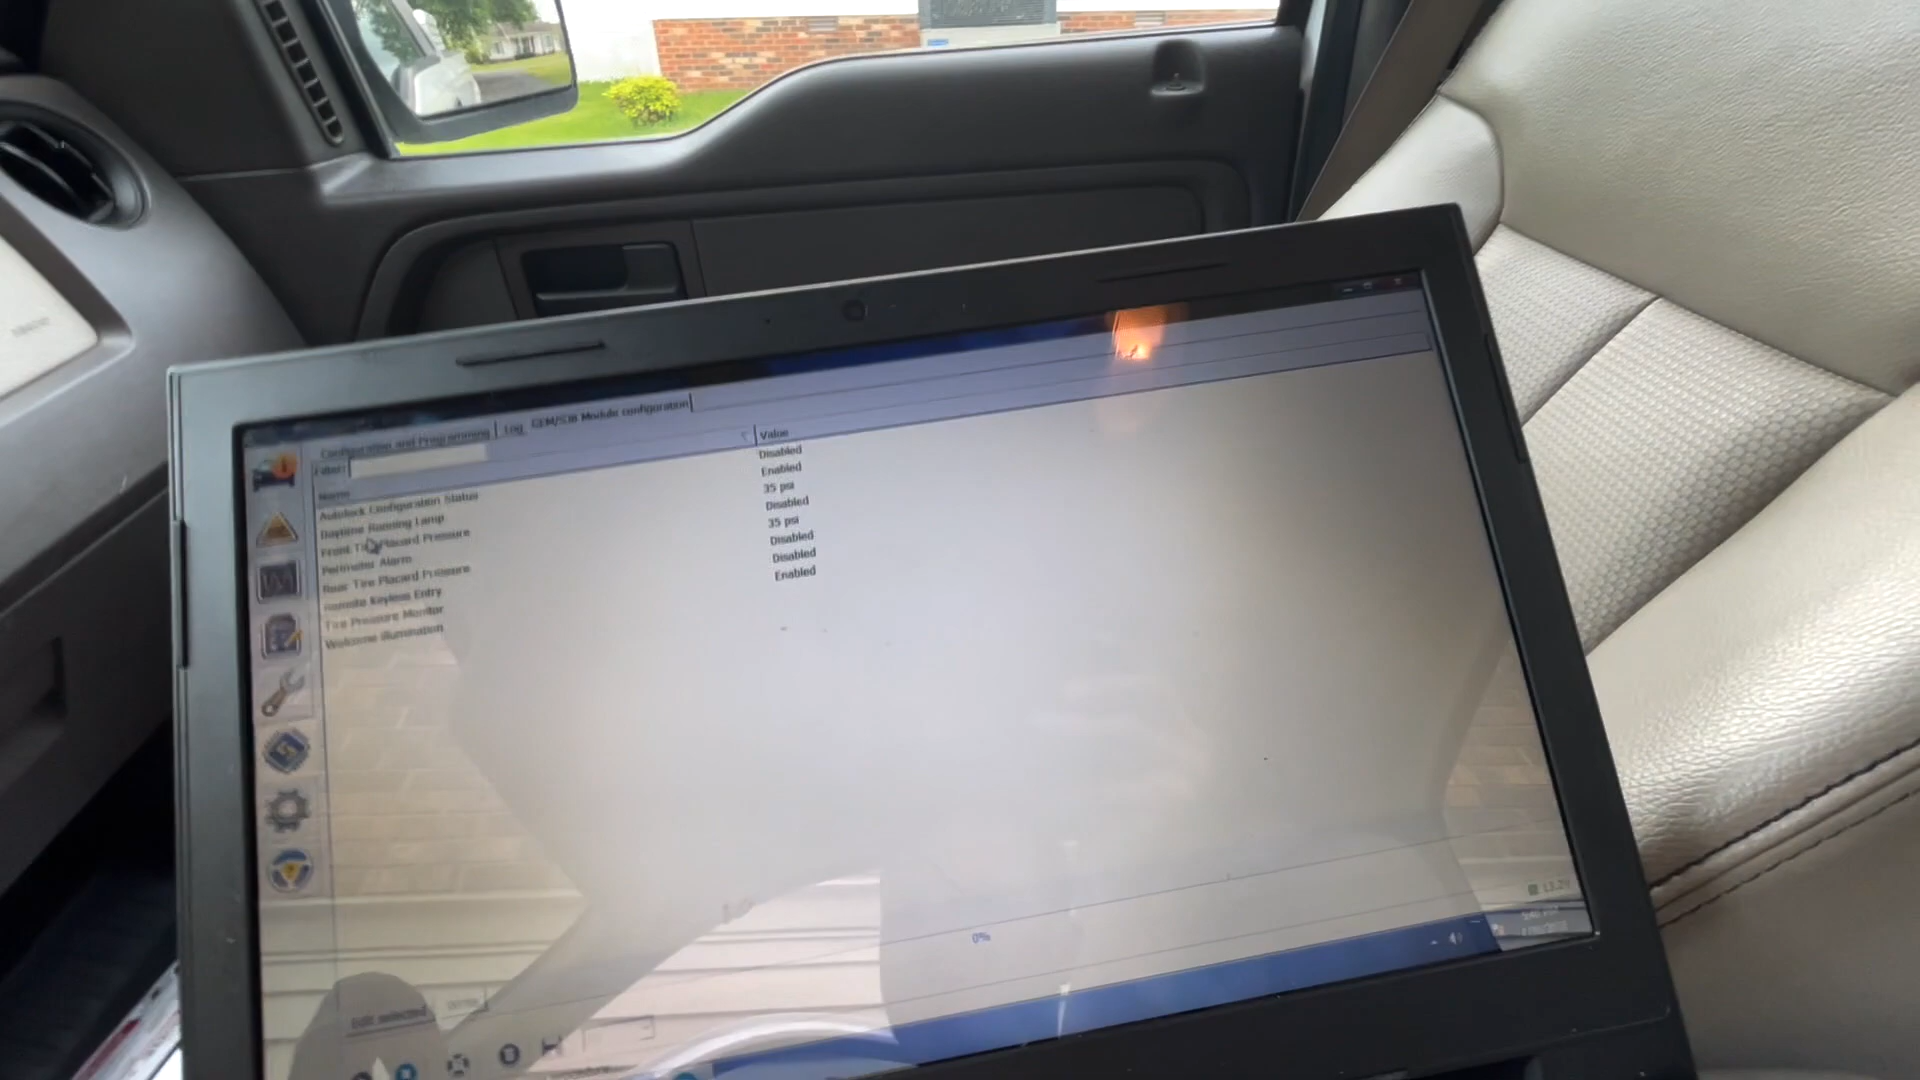 Configuration and Programming Log GEM/SJB Module configuration
Filter:
Name Value
Autolock Configuration Status Disabled
Daytime Running Lamp Enabled
Front Tire Placard Pressure 35 psi
Perimeter Alarm Disabled
Rear Tire Placard Pressure 35 psi
Remote Keyless Entry Disabled
Tire Pressure Monitor Disabled
Welcome illumination Enabled
0%
Edit selected